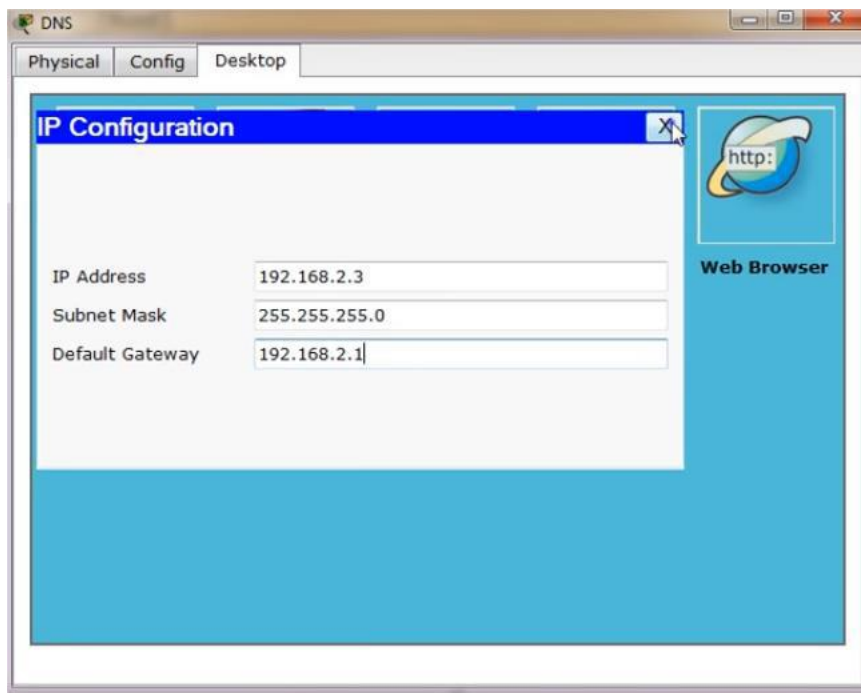 DNS
Physical Config Desktop
IP Configuration
X
http:
IP Address 192.168.2.3
Web Browser
Subnet Mask 255.255.255.0
Default Gateway 192.168.2.1